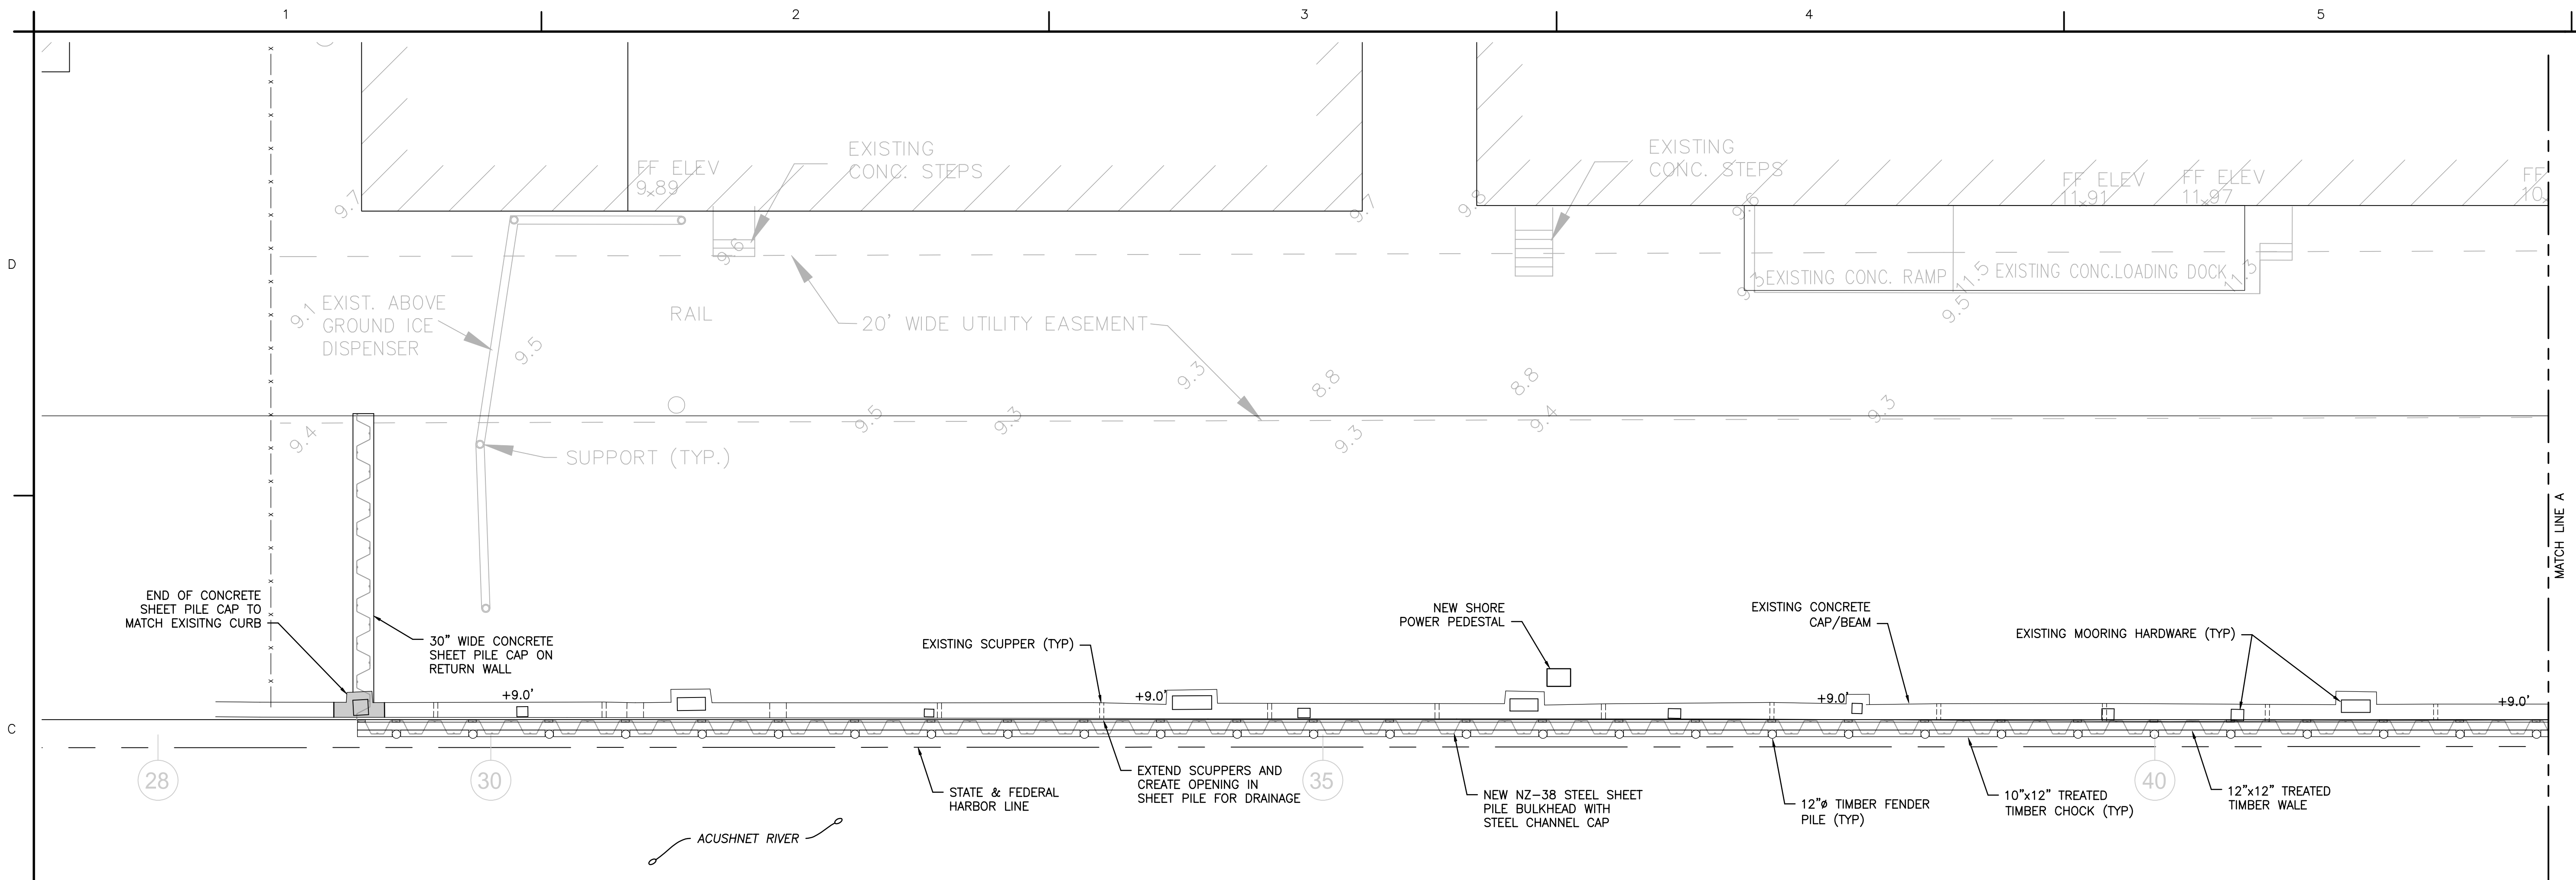 1
2
3
4
5
D
C
FF ELEV
9.89
EXISTING
CONC. STEPS
EXISTING
CONC. STEPS
FF ELEV
11.91
FF ELEV
11.97
FF
10.
9.7
9.7
9.8
9.6
9.6
EXIST. ABOVE
GROUND ICE
DISPENSER
9.1
9.5
RAIL
20' WIDE UTILITY EASEMENT
9.3
EXISTING CONC. RAMP
11.5
EXISTING CONC.LOADING DOCK
11.3
9.5
9.3
8.8
8.8
9.4
9.5
9.3
9.3
9.4
9.3
SUPPORT (TYP.)
MATCH LINE A
END OF CONCRETE
SHEET PILE CAP TO
MATCH EXISITNG CURB
30" WIDE CONCRETE
SHEET PILE CAP ON
RETURN WALL
EXISTING SCUPPER (TYP)
NEW SHORE
POWER PEDESTAL
EXISTING CONCRETE
CAP/BEAM
EXISTING MOORING HARDWARE (TYP)
+9.0'
+9.0'
+9.0'
+9.0'
28
30
35
40
STATE & FEDERAL
HARBOR LINE
EXTEND SCUPPERS AND
CREATE OPENING IN
SHEET PILE FOR DRAINAGE
NEW NZ-38 STEEL SHEET
PILE BULKHEAD WITH
STEEL CHANNEL CAP
12"ø TIMBER FENDER
PILE (TYP)
10"x12" TREATED
TIMBER CHOCK (TYP)
12"x12" TREATED
TIMBER WALE
ACUSHNET RIVER